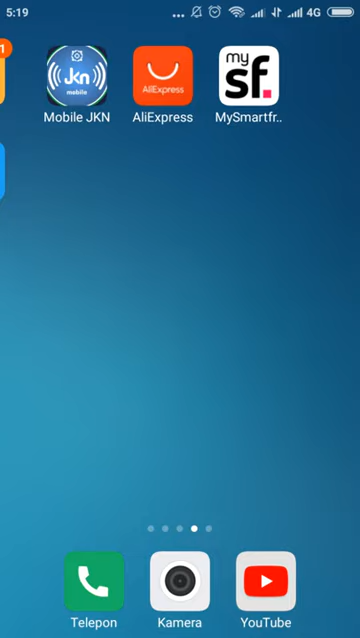 5:19
4G
1
JKN
mobile
Mobile JKN
AliExpress
AliExpress
my
sf.
MySmartfr..
Telepon
Kamera
YouTube